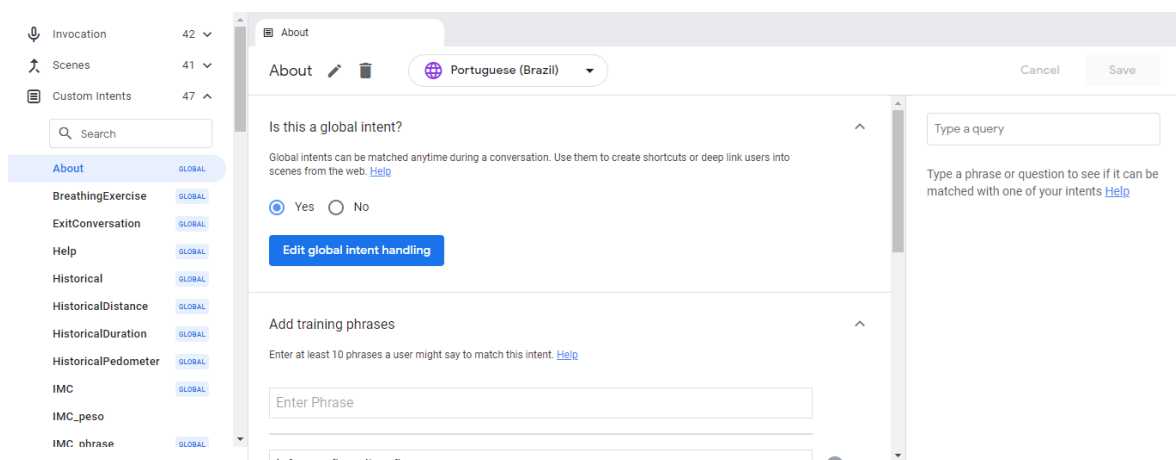 Invocation 42
Scenes 41
Custom Intents 47
Search
About GLOBAL
BreathingExercise GLOBAL
ExitConversation GLOBAL
Help GLOBAL
Historical GLOBAL
HistoricalDistance GLOBAL
HistoricalDuration GLOBAL
HistoricalPedometer GLOBAL
IMC GLOBAL
IMC_peso
IMC_phrase GLOBAL
About
About Portuguese (Brazil) Cancel Save
Is this a global intent?
Global intents can be matched anytime during a conversation. Use them to create shortcuts or deep link users into
scenes from the web. Help
Yes No
Edit global intent handling
Add training phrases
Enter at least 10 phrases a user might say to match this intent. Help
Enter Phrase
Type a query
Type a phrase or question to see if it can be
matched with one of your intents Help